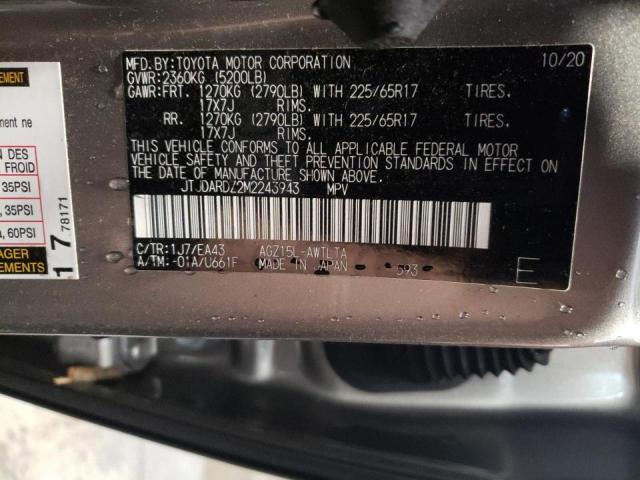 EMENT
ment ne
N DES
FROID
35PSI
, 35PSI
a, 60PSI
AGER
EMENTS
17
78171
MFD.BY:TOYOTA MOTOR CORPORATION 10/20
GVWR:2360KG (5200LB)
GAWR:FRT. 1270KG (2790LB) WITH 225/65R17 TIRES.
17X7J RIMS.
RR. 1270KG (2790LB) WITH 225/65R17 TIRES.
17X7J RIMS.
THIS VEHICLE CONFORMS TO ALL APPLICABLE FEDERAL MOTOR
VEHICLE SAFETY AND THEFT PREVENTION STANDARDS IN EFFECT ON
THE DATE OF MANUFACTURE SHOWN ABOVE.
JTJDARDZ2M2243943 MPV
C/TR:1J7/EA43 AGZ15L-AWTLTA
A/TM:-01A/U661F MADE IN JAPAN 593 E